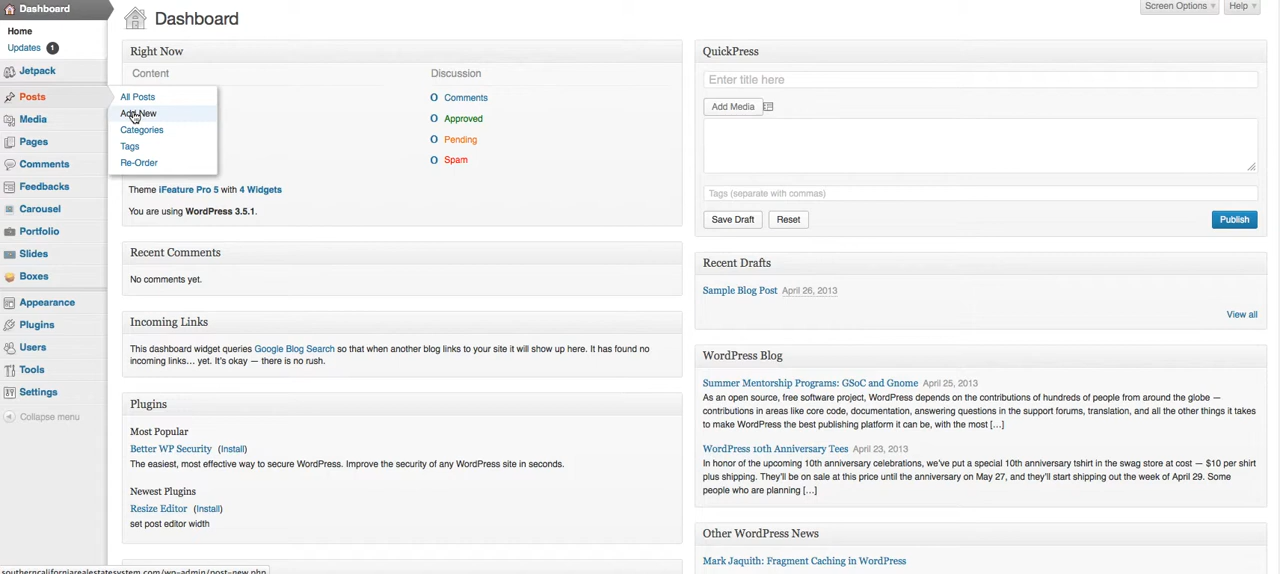 Dashboard
Home
Updates 1
Jetpack
Posts
Media
Pages
Comments
Feedbacks
Carousel
Portfolio
Slides
Boxes
Appearance
Plugins
Users
Tools
Settings
Collapse menu
All Posts
Add New
Categories
Tags
Re-Order
Dashboard
Screen Options
Help
Right Now
Content
Discussion
0 Comments
0 Approved
0 Pending
0 Spam
Theme iFeature Pro 5 with 4 Widgets
You are using WordPress 3.5.1.
Recent Comments
No comments yet.
Incoming Links
This dashboard widget queries Google Blog Search so that when another blog links to your site it will show up here. It has found no
incoming links… yet. It's okay — there is no rush.
Plugins
Most Popular
Better WP Security (Install)
The easiest, most effective way to secure WordPress. Improve the security of any WordPress site in seconds.
Newest Plugins
Resize Editor (Install)
set post editor width
QuickPress
Enter title here
Add Media
Tags (separate with commas)
Save Draft
Reset
Publish
Recent Drafts
Sample Blog Post April 26, 2013
View all
WordPress Blog
Summer Mentorship Programs: GSoC and Gnome April 25, 2013
As an open source, free software project, WordPress depends on the contributions of hundreds of people from around the globe —
contributions in areas like core code, documentation, answering questions in the support forums, translation, and all the other things it takes
to make WordPress the best publishing platform it can be, with the most […]
WordPress 10th Anniversary Tees April 23, 2013
In honor of the upcoming 10th anniversary celebrations, we've put a special 10th anniversary tshirt in the swag store at cost — $10 per shirt
plus shipping. They'll be on sale at this price until the anniversary on May 27, and they'll start shipping out the week of April 29. Some
people who are planning […]
Other WordPress News
Mark Jaquith: Fragment Caching in WordPress
southerncaliforniarealestatesystem.com/wp-admin/post-new.php